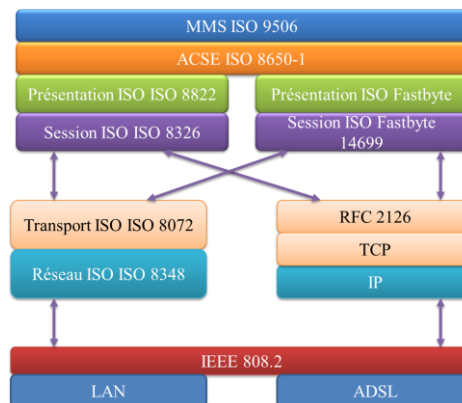 MMS ISO 9506
ACSE ISO 8650-1
Présentation ISO ISO 8822
Présentation ISO Fastbyte
Session ISO ISO 8326
Session ISO Fastbyte
14699
Transport ISO ISO 8072
RFC 2126
TCP
Réseau ISO ISO 8348
IP
IEEE 808.2
LAN
ADSL